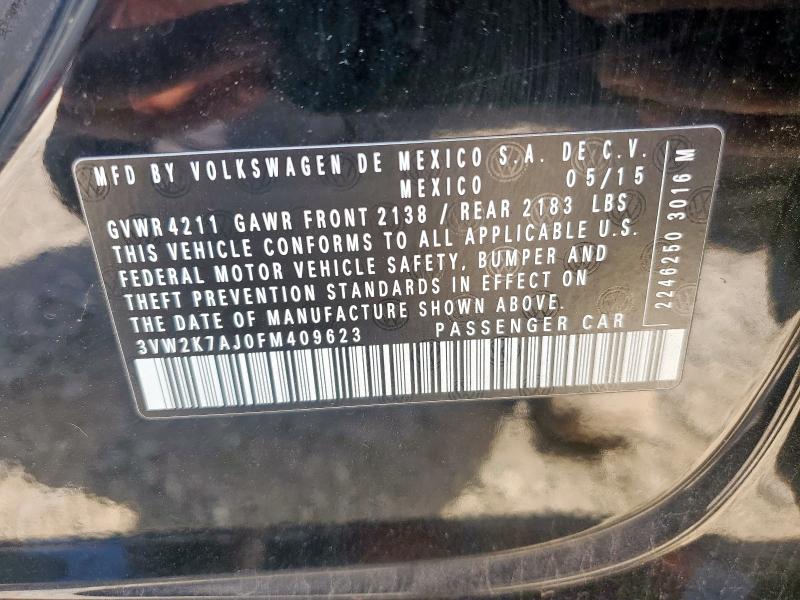 MFD BY VOLKSWAGEN DE MEXICO S.A. DE C.V.
MEXICO 05/15
GVWR 4211 GAWR FRONT 2138 / REAR 2183 LBS
THIS VEHICLE CONFORMS TO ALL APPLICABLE U.S.
FEDERAL MOTOR VEHICLE SAFETY, BUMPER AND
THEFT PREVENTION STANDARDS IN EFFECT ON
THE DATE OF MANUFACTURE SHOWN ABOVE.
3VW2K7AJ0FM409623 PASSENGER CAR
2246250 3016 M